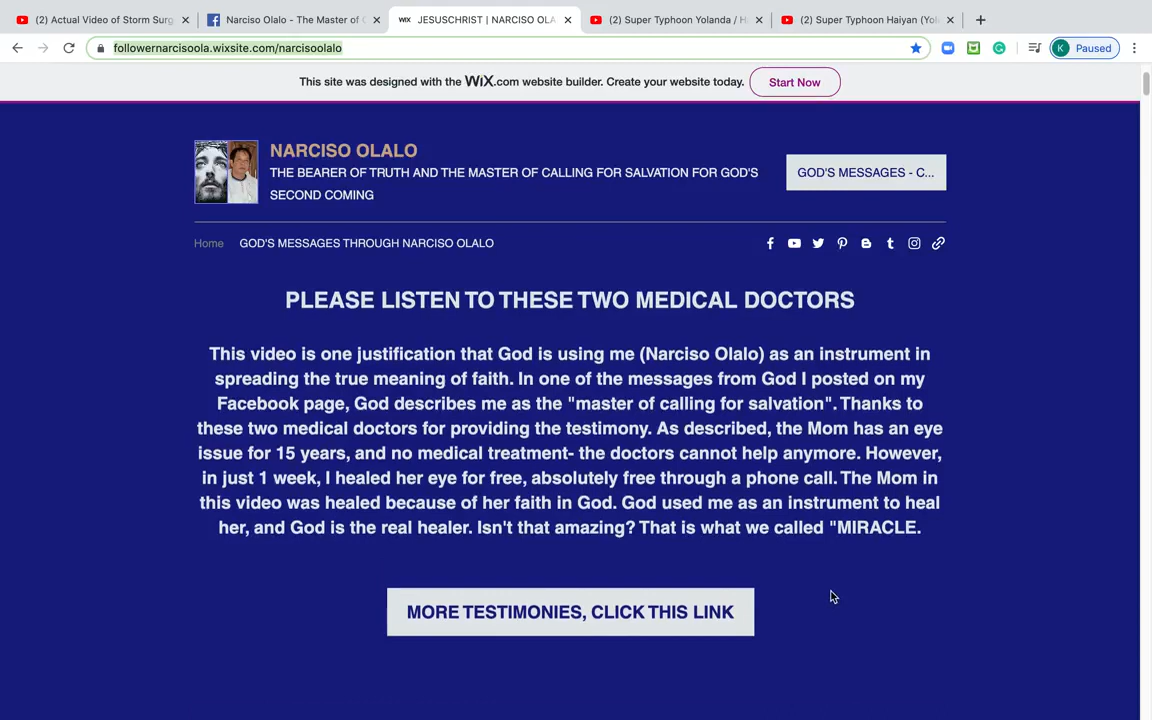 (2) Actual Video of Storm Surg
Narciso Olalo - The Master of
JESUSCHRIST | NARCISO OLA
(2) Super Typhoon Yolanda / H
(2) Super Typhoon Haiyan (Yol
followernarcisoola.wixsite.com/narcisoolalo
K Paused
This site was designed with the WiX.com website builder. Create your website today. Start Now
NARCISO OLALO
THE BEARER OF TRUTH AND THE MASTER OF CALLING FOR SALVATION FOR GOD'S
SECOND COMING
GOD'S MESSAGES - C...
Home GOD'S MESSAGES THROUGH NARCISO OLALO
PLEASE LISTEN TO THESE TWO MEDICAL DOCTORS
This video is one justification that God is using me (Narciso Olalo) as an instrument in
spreading the true meaning of faith. In one of the messages from God I posted on my
Facebook page, God describes me as the "master of calling for salvation". Thanks to
these two medical doctors for providing the testimony. As described, the Mom has an eye
issue for 15 years, and no medical treatment- the doctors cannot help anymore. However,
in just 1 week, I healed her eye for free, absolutely free through a phone call. The Mom in
this video was healed because of her faith in God. God used me as an instrument to heal
her, and God is the real healer. Isn't that amazing? That is what we called "MIRACLE.
MORE TESTIMONIES, CLICK THIS LINK